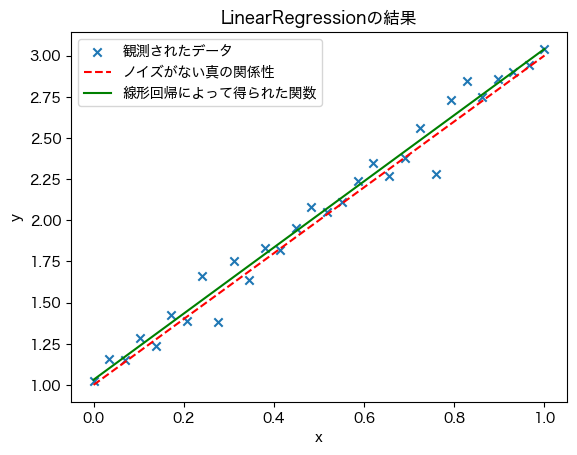 LinearRegressionの結果
観測されたデータ
ノイズがない真の関係性
線形回帰によって得られた関数
3.00
2.75
2.50
2.25
2.00
1.75
1.50
1.25
1.00
y
0.0 0.2 0.4 0.6 0.8 1.0
x